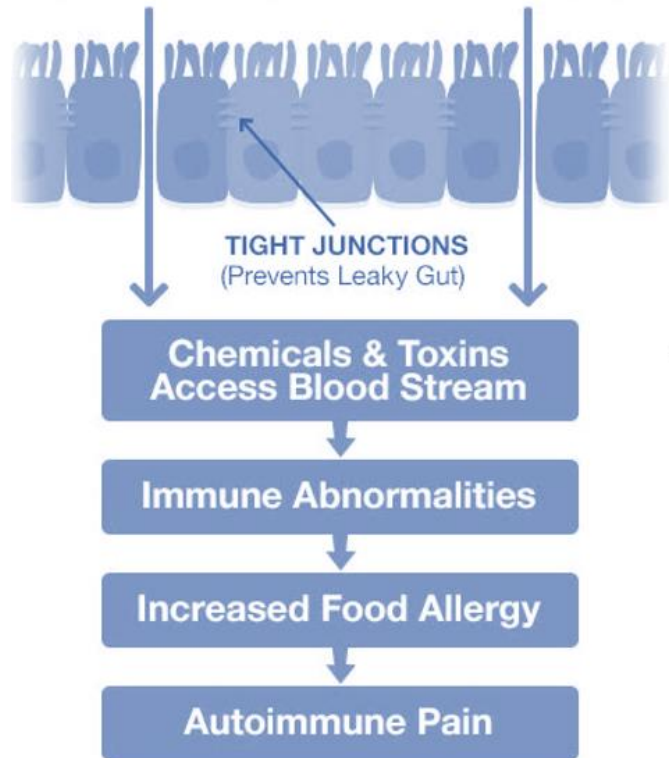 TIGHT JUNCTIONS
(Prevents Leaky Gut)
Chemicals & Toxins
Access Blood Stream
Immune Abnormalities
Increased Food Allergy
Autoimmune Pain